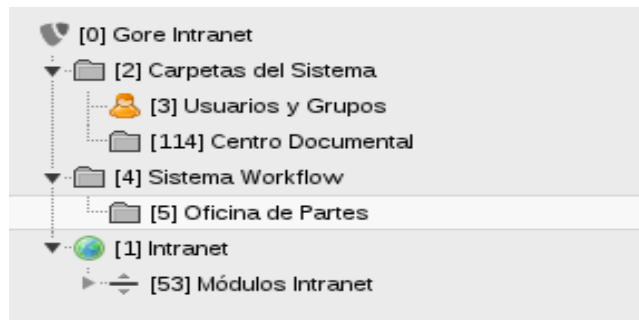 [0] Gore Intranet
[2] Carpetas del Sistema
[3] Usuarios y Grupos
[114] Centro Documental
[4] Sistema Workflow
[5] Oficina de Partes
[1] Intranet
[53] Módulos Intranet